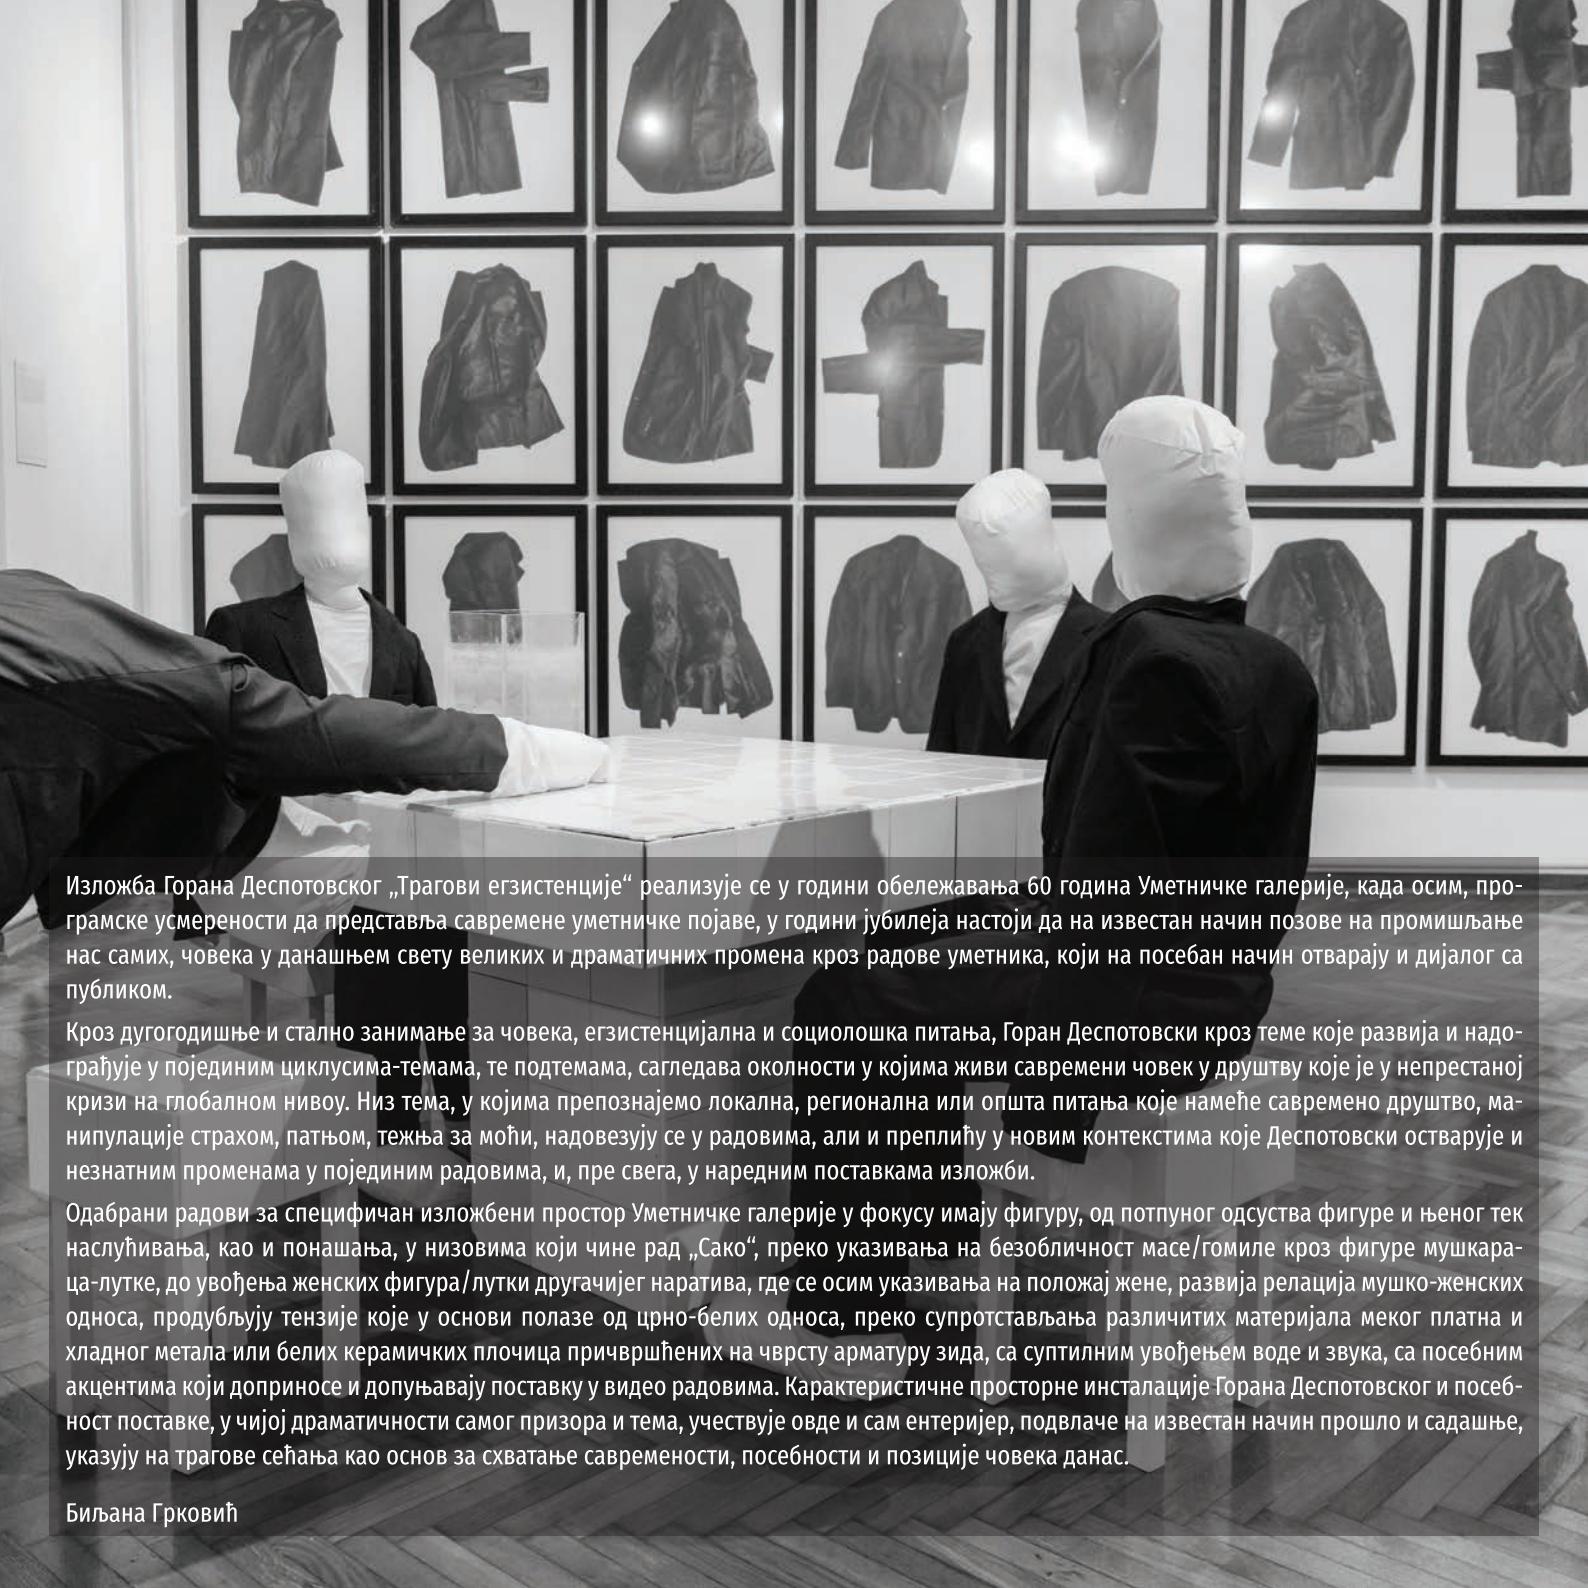 Изложба Горана Деспотовског „Трагови егзистенције“ реализује се у години обележавања 60 година Уметничке галерије, када осим, про-
грамске усмерености да представља савремене уметничке појаве, у години јубилеја настоји да на известан начин позове на промишљање
нас самих, човека у данашњем свету великих и драматичних промена кроз радове уметника, који на посебан начин отварају и дијалог са
публиком.
Кроз дугогодишње и стално занимање за човека, егзистенцијална и социолошка питања, Горан Деспотовски кроз теме које развија и надо-
грађује у појединим циклусима-темама, те подтемама, сагледава околности у којима живи савремени човек у друштву које је у непрестаној
кризи на глобалном нивоу. Низ тема, у којима препознајемо локална, регионална или општа питања које намеће савремено друштво, ма-
нипулације страхом, патњом, тежња за моћи, надовезују се у радовима, али и преплићу у новим контекстима које Деспотовски остварује и
незнатним променама у појединим радовима, и, пре свега, у наредним поставкама изложби.
Одабрани радови за специфичан изложбени простор Уметничке галерије у фокусу имају фигуру, од потпуног одсуства фигуре и њеног тек
наслућивања, као и понашања, у низовима који чине рад „Сако“, преко указивања на безобличност масе/гомиле кроз фигуре мушкара-
ца-лутке, до увођења женских фигура/лутки другачијег наратива, где се осим указивања на положај жене, развија релација мушко-женских
односа, продубљују тензије које у основи полазе од црно-белих односа, преко супротстављања различитих материјала меког платна и
хладног метала или белих керамичких плочица причвршћених на чврсту арматуру зида, са суптилним увођењем воде и звука, са посебним
акцентима који доприносе и допуњавају поставку у видео радовима. Карактеристичне просторне инсталације Горана Деспотовског и посеб-
ност поставке, у чијој драматичности самог призора и тема, учествује овде и сам ентеријер, подвлаче на известан начин прошло и садашње,
указују на трагове сећања као основ за схватање савремености, посебности и позиције човека данас.
Биљана Грковић